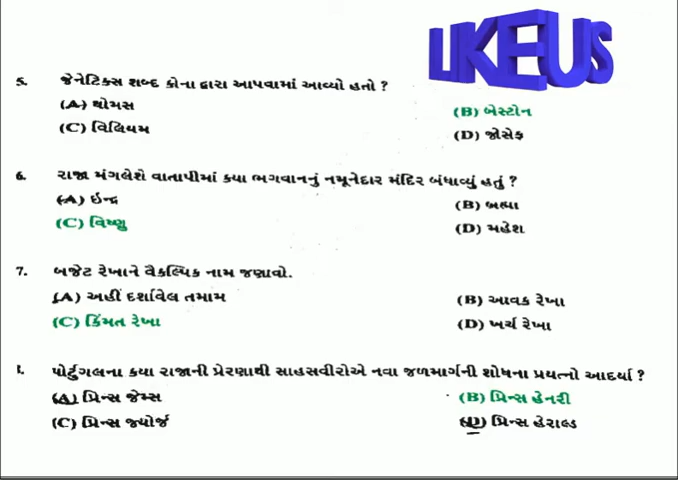 LIKEUS
5. જેનેટિક્સ શબ્દ કોના દ્વારા આપવામાં આવ્યો હતો ?
(A) થોમસ
(B) બેસ્ટોન
(C) વિલિયમ
(D) જોસેફ
6. રાજા મંગલેશે વાતાપીમાં કયા ભગવાનનું નમૂનેદાર મંદિર બંધાવ્યું હતું ?
(A) ઇન્દ્ર
(B) બ્રહ્મા
(C) વિષ્ણુ
(D) મહેશ
7. બજેટ રેખાને વૈકલ્પિક નામ જણાવો.
(A) અહીં દર્શાવેલ તમામ
(B) આવક રેખા
(C) કિંમત રેખા
(D) ખર્ચ રેખા
પોર્ટુગલના કયા રાજાની પ્રેરણાથી સાહસવીરોએ નવા જળમાર્ગની શોધના પ્રયત્નો આદર્યા ?
(A) પ્રિન્સ જેમ્સ
(B) પ્રિન્સ હેનરી
(C) પ્રિન્સ જ્યોર્જ
(D) પ્રિન્સ હેરાલ્ડ